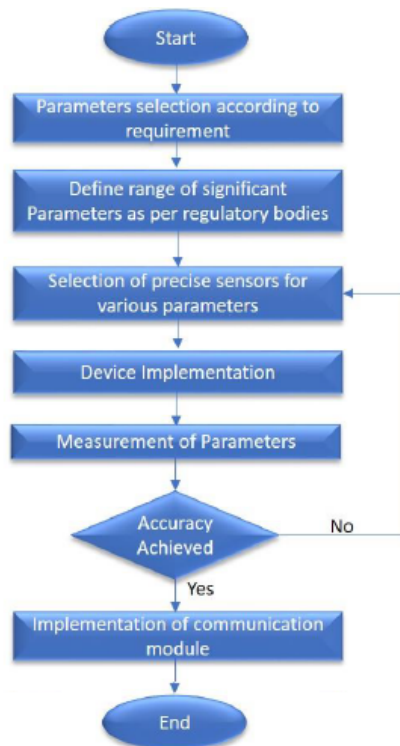 Start
Parameters selection according to
requirement
Define range of significant
Parameters as per regulatory bodies
Selection of precise sensors for
various parameters
Device Implementation
Measurement of Parameters
Accuracy
Achieved
No
Yes
Implementation of communication
module
End